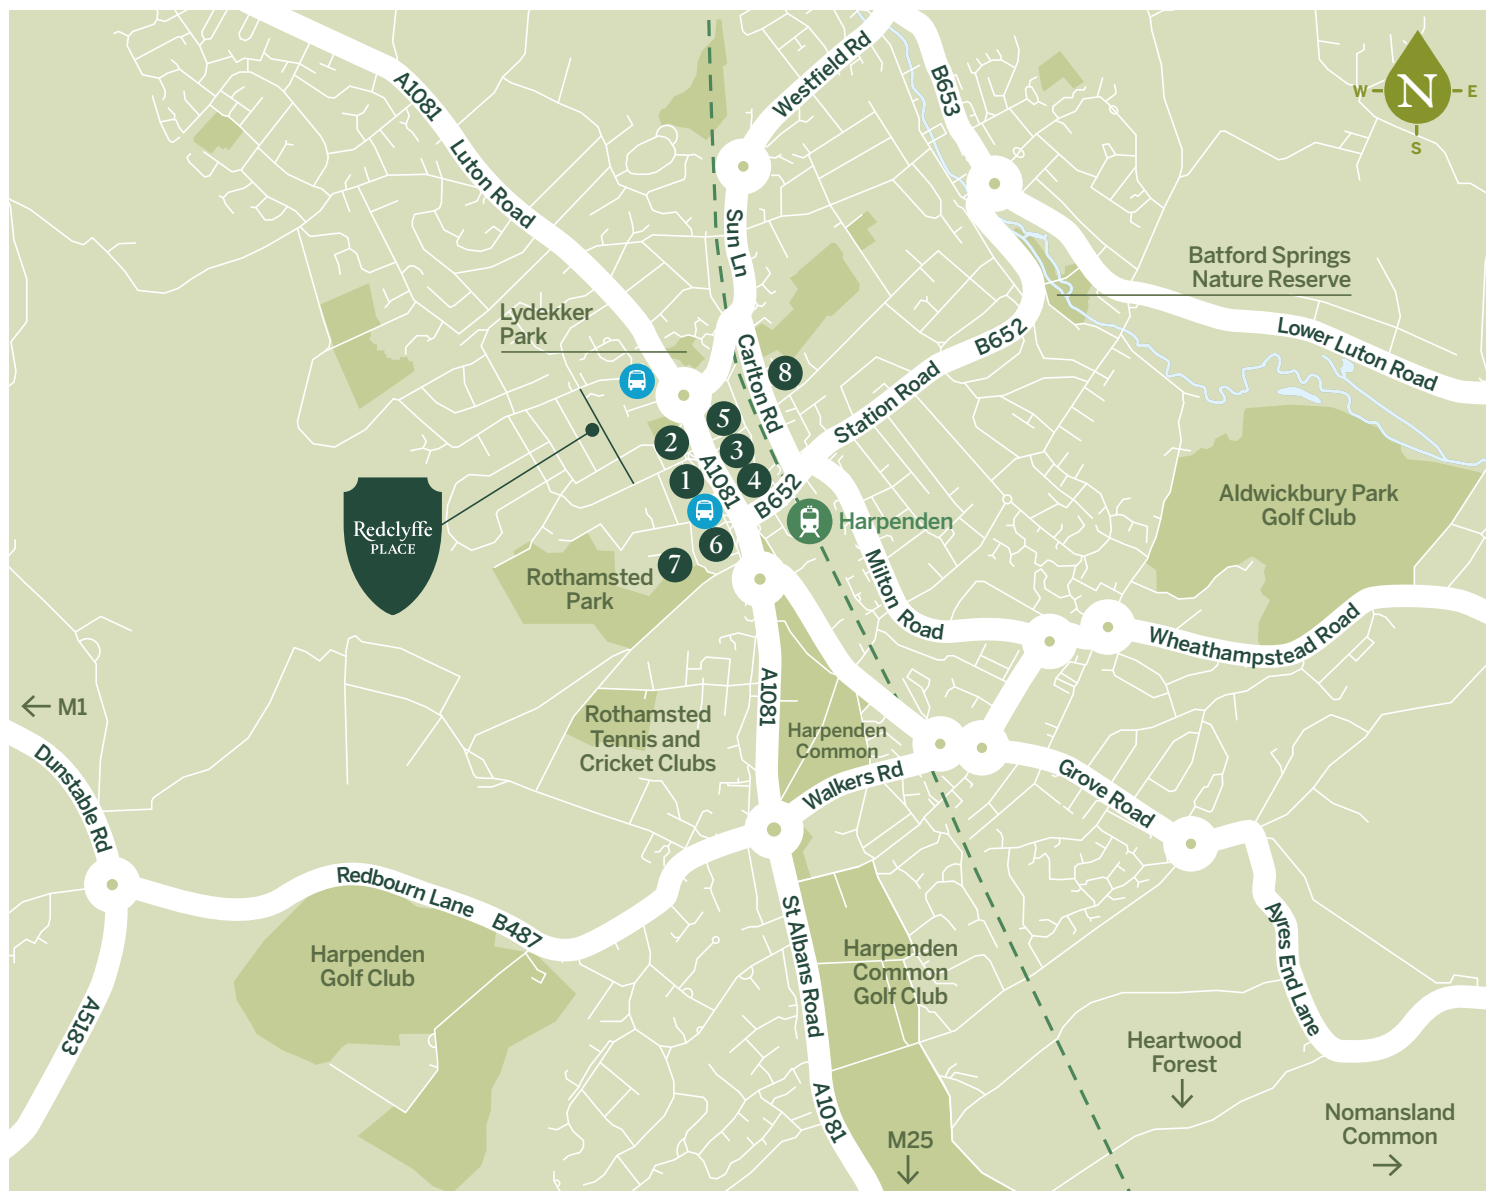 A1081
Luton Road
Westfield Rd
B653
N
W
E
S
Sun Ln
Batford Springs
Nature Reserve
Lydekker
Park
Carlton Rd
8
B652
Station Road
Lower Luton Road
5
2
3
1
A1081
4
B652
6
7
Harpenden
Redclyffe
PLACE
Aldwickbury Park
Golf Club
Rothamsted
Park
Milton Road
Wheathampstead Road
M1
A1081
Rothamsted
Tennis and
Cricket Clubs
Harpenden
Common
Walkers Rd
Grove Road
Dunstable Rd
Redbourn Lane
B487
Harpenden
Golf Club
St Albans Road
Harpenden
Common
Golf Club
Ayres End Lane
A5183
Heartwood
Forest
A1081
M25
Nomansland
Common